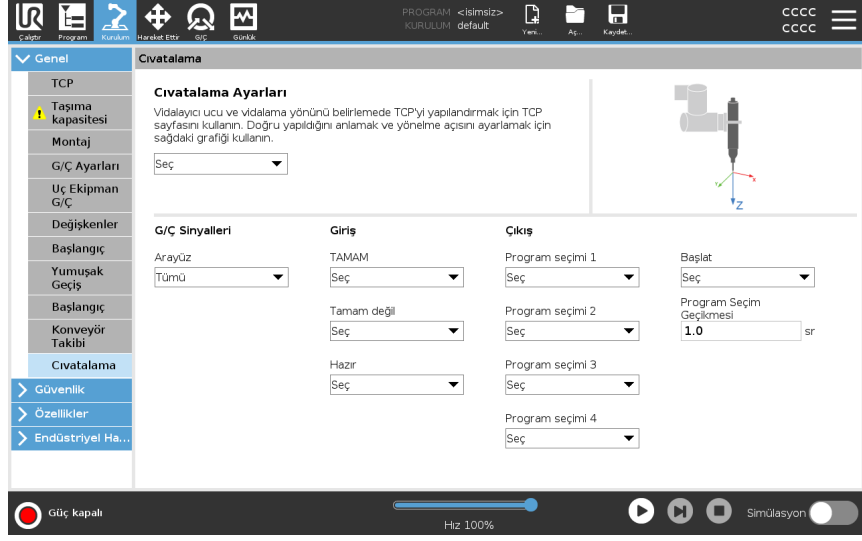 PROGRAM <isimsiz>
KURULUM default
CCCC
CCCC
Çalıştır
Program
Kurulum
Hareket Ettir
G/Ç
Günlük
Yeni...
Aç...
Kaydet...
Genel
TCP
Taşıma
kapasitesi
Montaj
G/Ç Ayarları
Uç Ekipman
G/Ç
Değişkenler
Başlangıç
Yumuşak
Geçiş
Başlangıç
Konveyör
Takibi
Cıvatalama
Güvenlik
Özellikler
Endüstriyel Ha...
Cıvatalama
Cıvatalama Ayarları
Vidalayıcı ucu ve vidalama yönünü belirlemede TCP'yi yapılandırmak için TCP
sayfasını kullanın. Doğru yapıldığını anlamak ve yönelme açısını ayarlamak için
sağdaki grafiği kullanın.
Seç
Y
X
Z
G/Ç Sinyalleri
Arayüz
Tümü
Giriş
TAMAM
Seç
Tamam değil
Seç
Hazır
Seç
Çıkış
Program seçimi 1
Seç
Program seçimi 2
Seç
Program seçimi 3
Seç
Program seçimi 4
Seç
Başlat
Seç
Program Seçim
Geçikmesi
1.0 sr
Güç kapalı
Hız 100%
Simülasyon